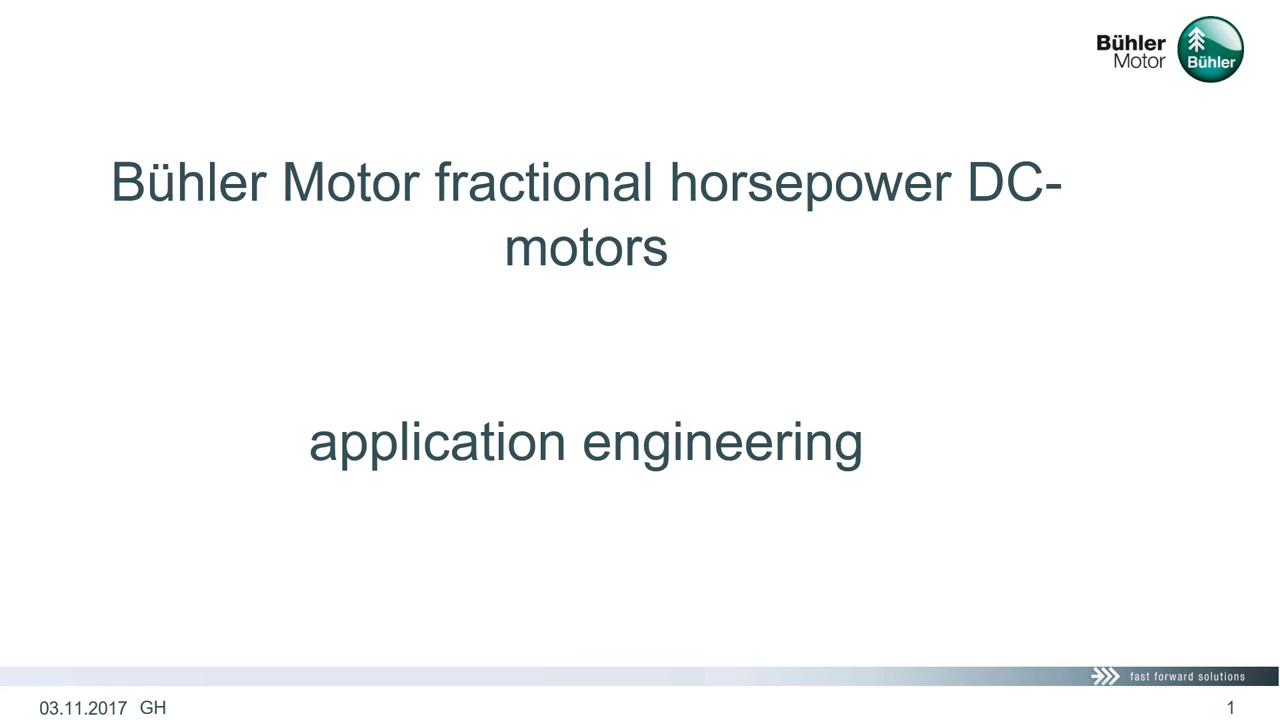 Bühler
Motor
Bühler
Bühler Motor fractional horsepower DC-
motors
application engineering
fast forward solutions
03.11.2017 GH
1